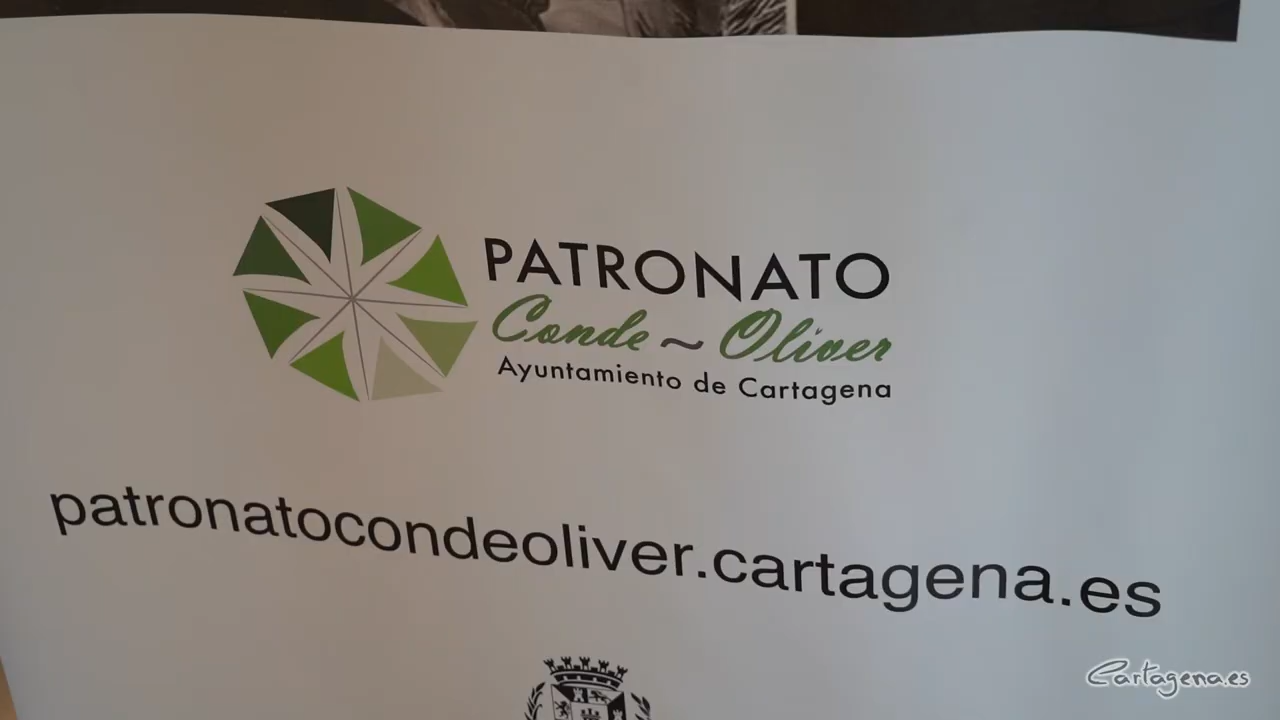 PATRONATO
Conde ~ Oliver
Ayuntamiento de Cartagena
patronatocondeoliver.cartagena.es
Cartagena.es